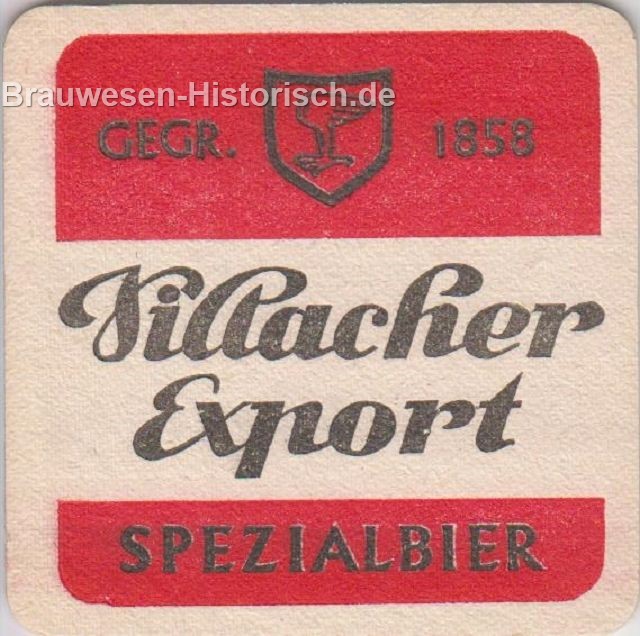 Brauwesen-Historisch.de
GEGR. 1858
Villacher
Export
SPEZIALBIER